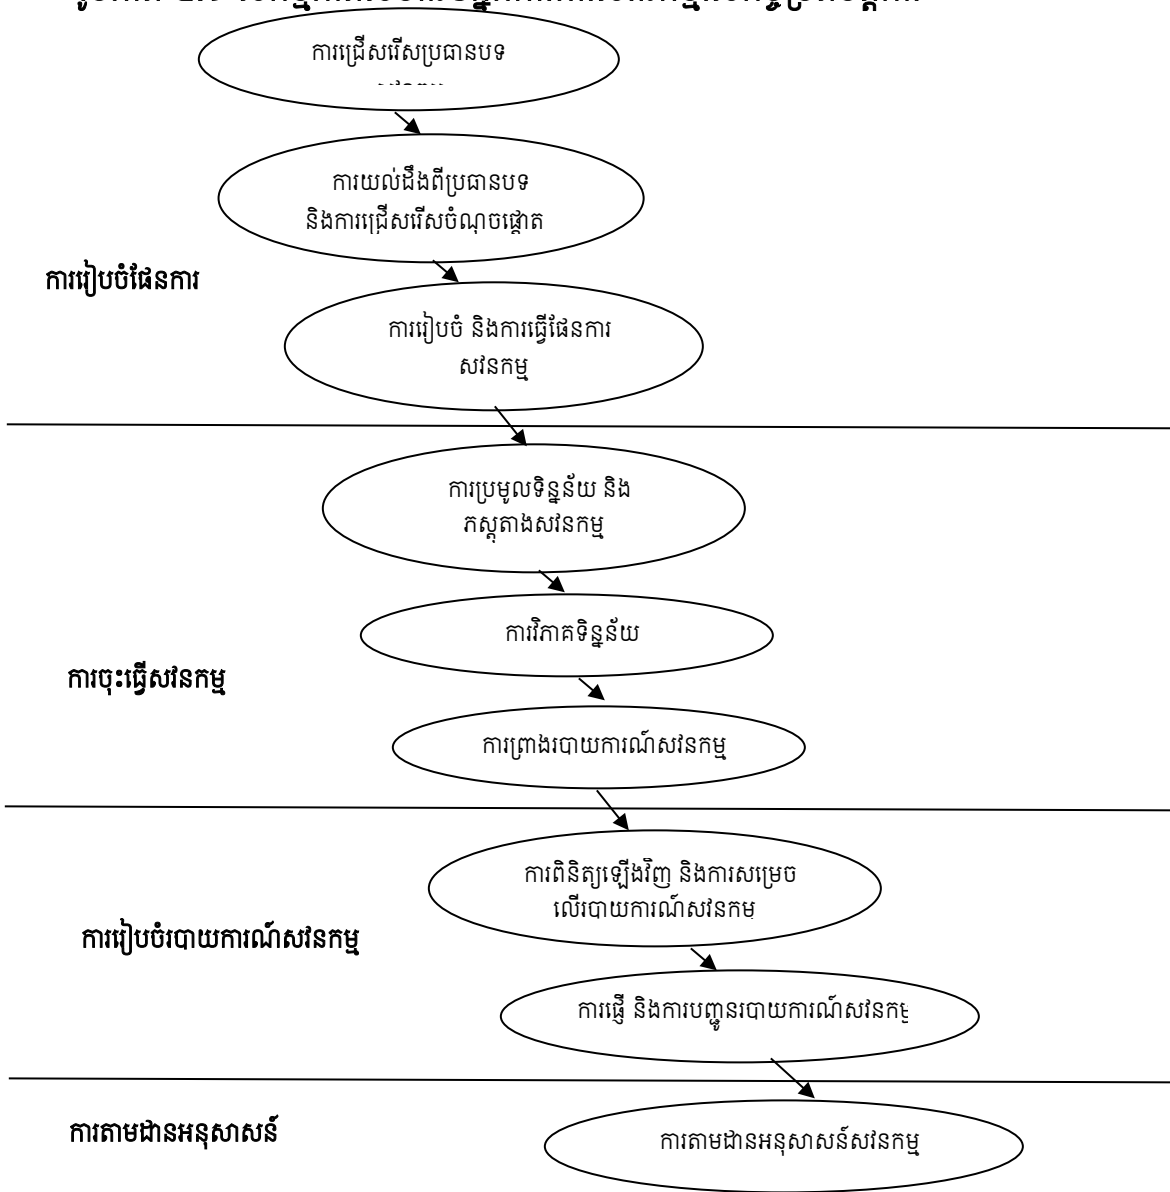 ការជ្រើសរើសប្រធានបទ
ការយល់ដឹងពីប្រធានបទ
និងការជ្រើសរើសចំណុចផ្តោត
ការរៀបចំផែនការ
ការរៀបចំ និងការធ្វើផែនការ
សវនកម្ម
ការប្រមូលទិន្នន័យ និង
ភស្តុតាងសវនកម្ម
ការវិភាគទិន្នន័យ
ការចុះធ្វើសវនកម្ម
ការព្រាងរបាយការណ៍សវនកម្ម
ការពិនិត្យឡើងវិញ និងការសម្រេច
លើរបាយការណ៍សវនកម្ម
ការរៀបចំរបាយការណ៍សវនកម្ម
ការផ្ញើ និងការបញ្ជូនរបាយការណ៍សវនកម្ម
ការតាមដានអនុសាសន៍
ការតាមដានអនុសាសន៍សវនកម្ម